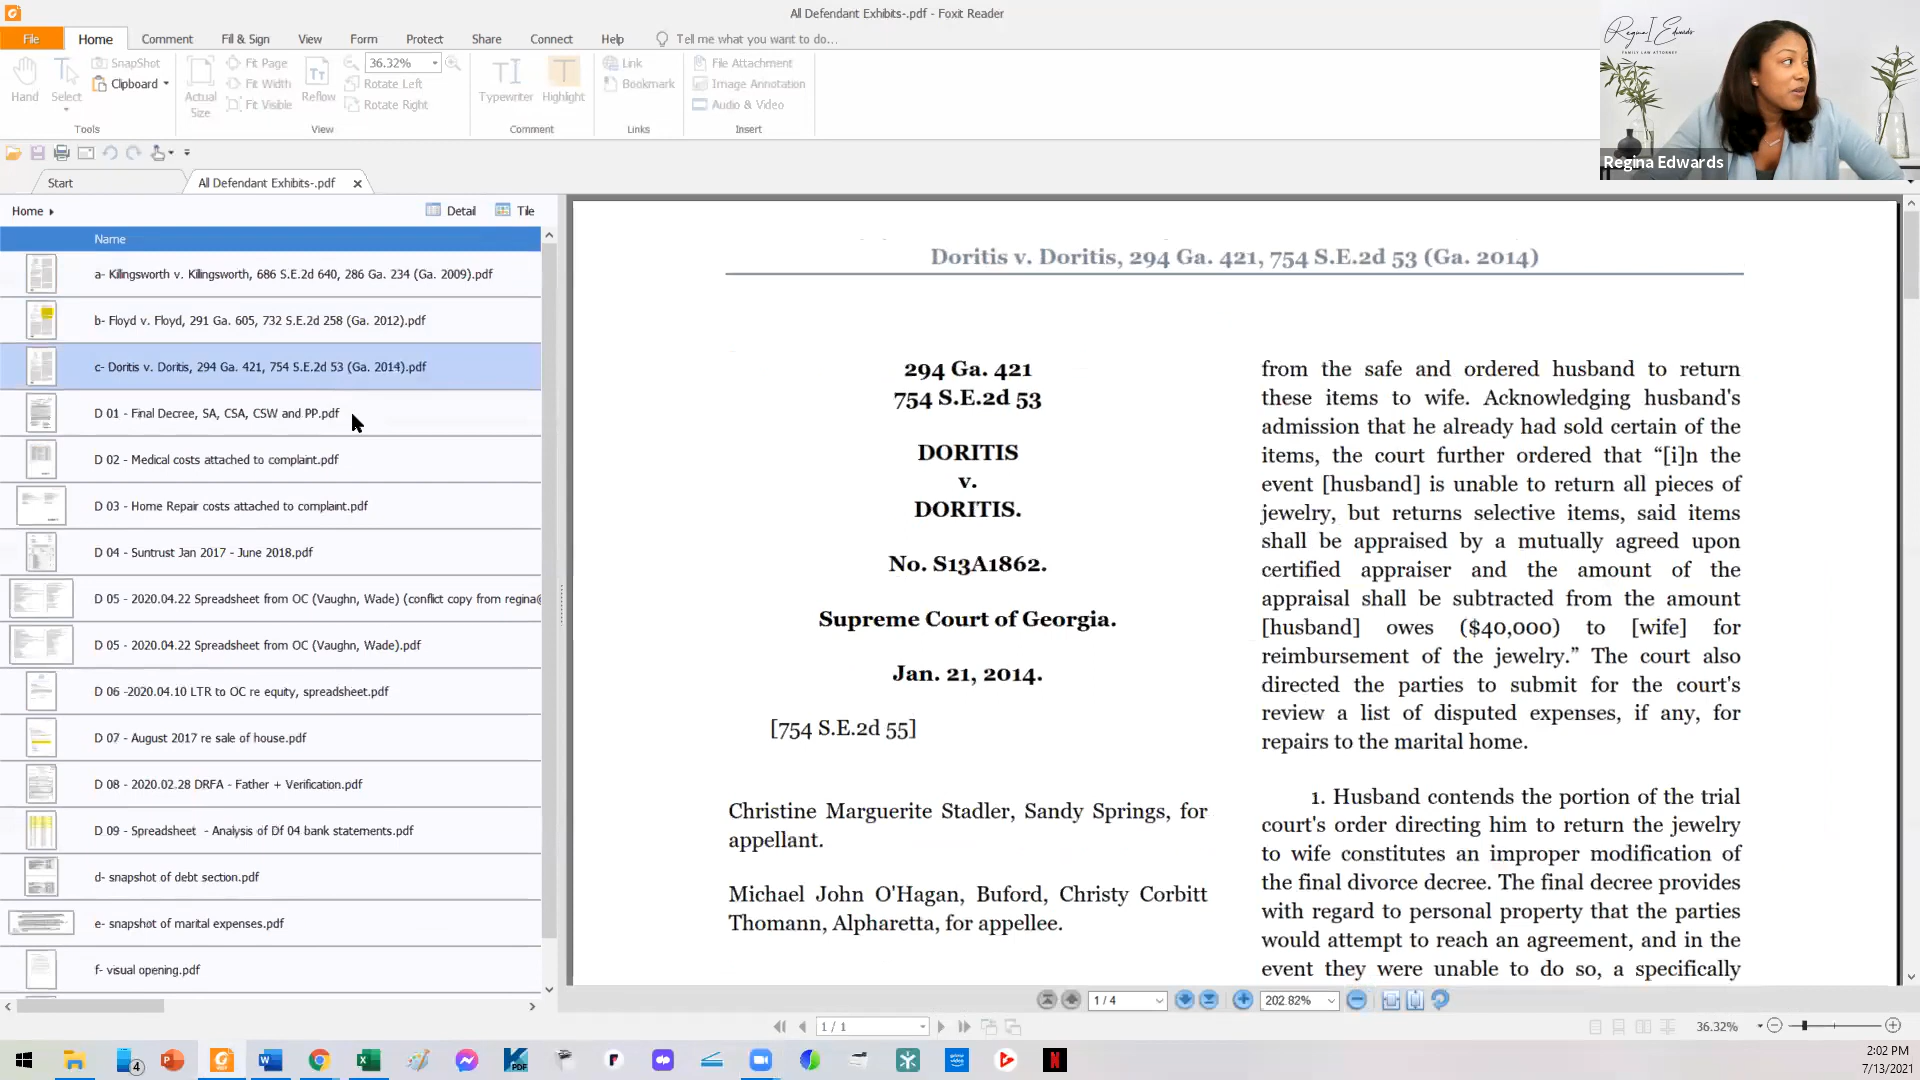 All Defendant Exhibits-.pdf - Foxit Reader
File
Home
Comment
Fill & Sign
View
Form
Protect
Share
Connect
Help
Tell me what you want to do...
Hand
Select
SnapShot
Clipboard
Tools
Actual
Size
Fit Page
Fit Width
Fit Visible
Reflow
36.32%
Rotate Left
Rotate Right
View
Typewriter
Highlight
Comment
Link
Bookmark
Links
File Attachment
Image Annotation
Audio & Video
Insert
Regina I Edwards
FAMILY LAW ATTORNEY
Regina Edwards
Start
All Defendant Exhibits-.pdf
Home
Detail
Tile
Name
a- Killingsworth v. Killingsworth, 686 S.E.2d 640, 286 Ga. 234 (Ga. 2009).pdf
b- Floyd v. Floyd, 291 Ga. 605, 732 S.E.2d 258 (Ga. 2012).pdf
c- Doritis v. Doritis, 294 Ga. 421, 754 S.E.2d 53 (Ga. 2014).pdf
D 01 - Final Decree, SA, CSA, CSW and PP.pdf
D 02 - Medical costs attached to complaint.pdf
D 03 - Home Repair costs attached to complaint.pdf
D 04 - Suntrust Jan 2017 - June 2018.pdf
D 05 - 2020.04.22 Spreadsheet from OC (Vaughn, Wade) (conflict copy from regina@
D 05 - 2020.04.22 Spreadsheet from OC (Vaughn, Wade).pdf
D 06 -2020.04.10 LTR to OC re equity, spreadsheet.pdf
D 07 - August 2017 re sale of house.pdf
D 08 - 2020.02.28 DRFA - Father + Verification.pdf
D 09 - Spreadsheet - Analysis of Df 04 bank statements.pdf
d- snapshot of debt section.pdf
e- snapshot of marital expenses.pdf
f- visual opening.pdf
Doritis v. Doritis, 294 Ga. 421, 754 S.E.2d 53 (Ga. 2014)
294 Ga. 421
754 S.E.2d 53
DORITIS
v.
DORITIS.
No. S13A1862.
Supreme Court of Georgia.
Jan. 21, 2014.
[754 S.E.2d 55]
Christine Marguerite Stadler, Sandy Springs, for
appellant.
Michael John O'Hagan, Buford, Christy Corbitt
Thomann, Alpharetta, for appellee.
from the safe and ordered husband to return
these items to wife. Acknowledging husband's
admission that he already had sold certain of the
items, the court further ordered that “[i]n the
event [husband] is unable to return all pieces of
jewelry, but returns selective items, said items
shall be appraised by a mutually agreed upon
certified appraiser and the amount of the
appraisal shall be subtracted from the amount
[husband] owes ($40,000) to [wife] for
reimbursement of the jewelry.” The court also
directed the parties to submit for the court's
review a list of disputed expenses, if any, for
repairs to the marital home.
1. Husband contends the portion of the trial
court's order directing him to return the jewelry
to wife constitutes an improper modification of
the final divorce decree. The final decree provides
with regard to personal property that the parties
would attempt to reach an agreement, and in the
event they were unable to do so, a specifically
1 / 4
202.82%
1 / 1
36.32%
4
PDF
2:02 PM
7/13/2021